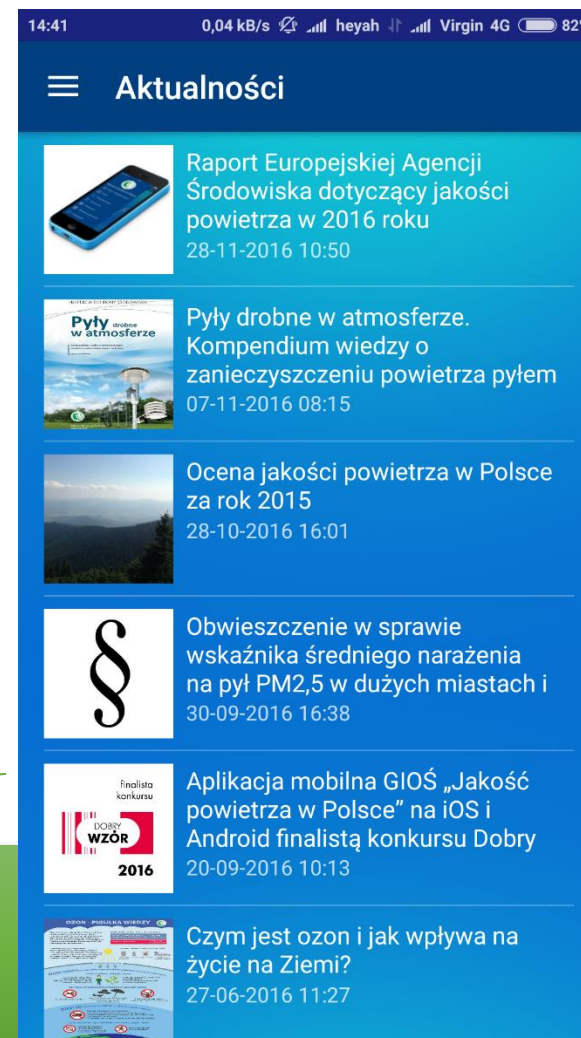 14:41 0,04 kB/s heyah Virgin 4G 82%
Aktualności
Raport Europejskiej Agencji
Środowiska dotyczący jakości
powietrza w 2016 roku
28-11-2016 10:50
Pyły drobne
w atmosferze
Pyły drobne w atmosferze.
Kompendium wiedzy o
zanieczyszczeniu powietrza pyłem
07-11-2016 08:15
Ocena jakości powietrza w Polsce
za rok 2015
28-10-2016 16:01
§
Obwieszczenie w sprawie
wskaźnika średniego narażenia
na pył PM2,5 w dużych miastach i
30-09-2016 16:38
finalista
konkursu
DOBRY
WZÓR
2016
Aplikacja mobilna GIOŚ „Jakość
powietrza w Polsce” na iOS i
Android finalistą konkursu Dobry
20-09-2016 10:13
OZON - PIGUŁKA WIEDZY
Czym jest ozon i jak wpływa na
życie na Ziemi?
27-06-2016 11:27